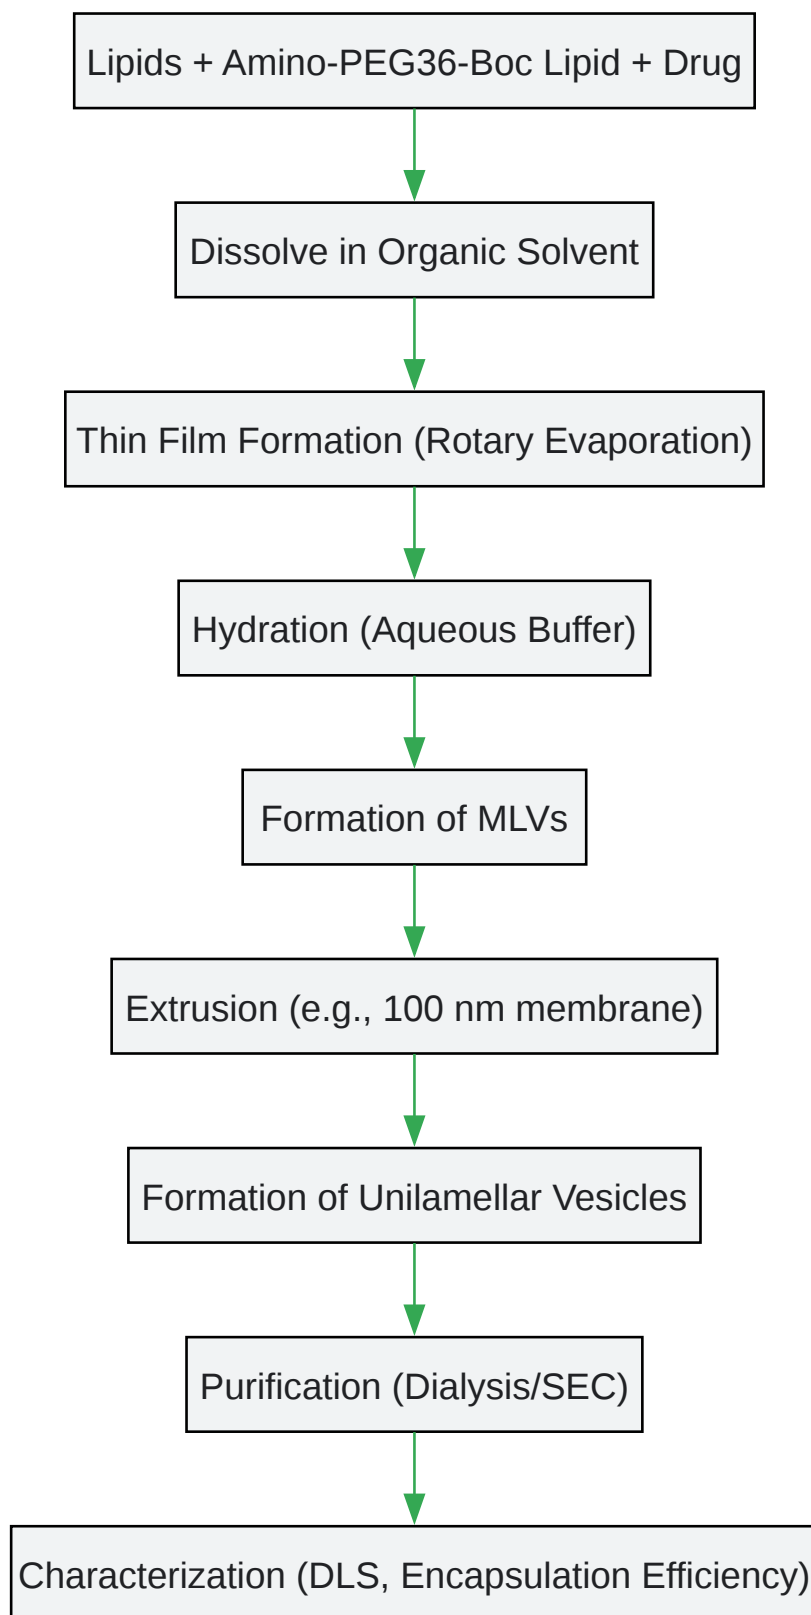 Lipids + Amino-PEG36-Boc Lipid + Drug
Dissolve in Organic Solvent
Thin Film Formation (Rotary Evaporation)
Hydration (Aqueous Buffer)
Formation of MLVs
Extrusion (e.g., 100 nm membrane)
Formation of Unilamellar Vesicles
Purification (Dialysis/SEC)
Characterization (DLS, Encapsulation Efficiency)